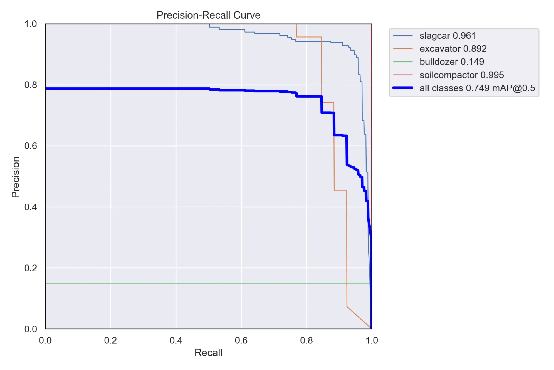 Precision-Recall Curve
slagcar 0.961
excavator 0.892
bulldozer 0.149
soilcompactor 0.995
all classes 0.749 mAP@0.5
Precision
1.0
0.8
0.6
0.4
0.2
0.0
0.0 0.2 0.4 0.6 0.8 1.0
Recall